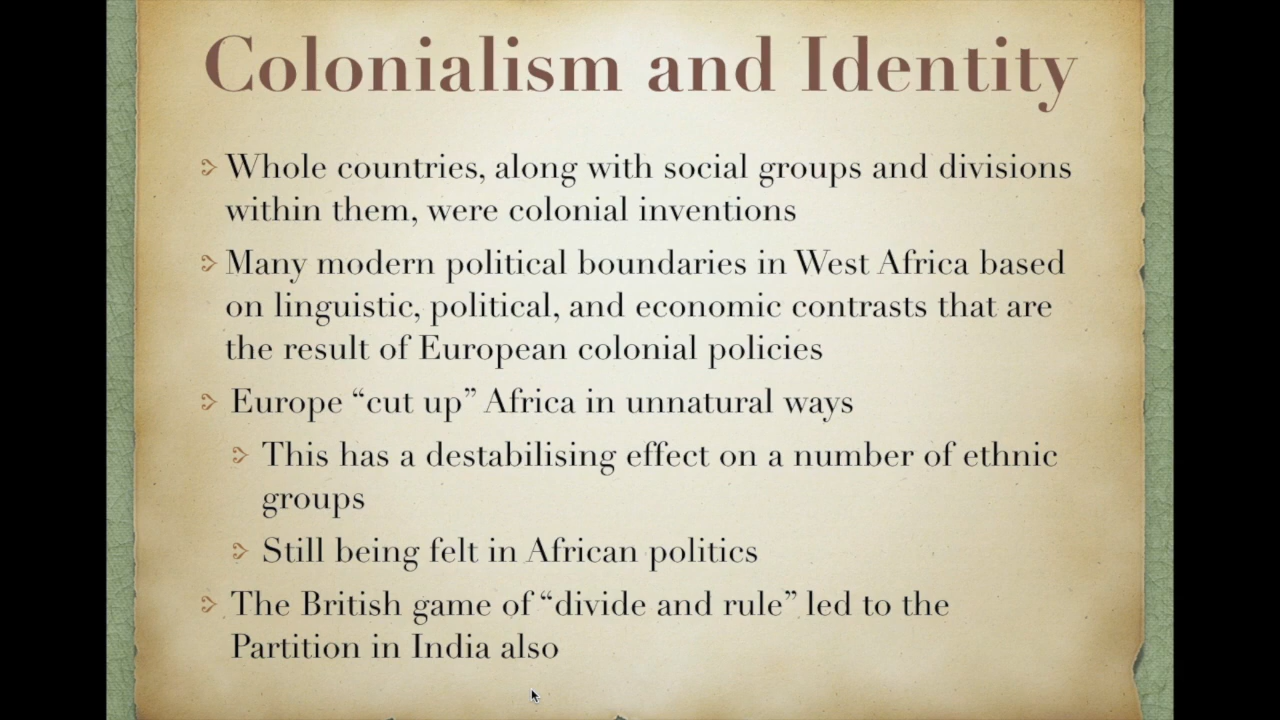 Colonialism and Identity
Whole countries, along with social groups and divisions
within them, were colonial inventions
Many modern political boundaries in West Africa based
on linguistic, political, and economic contrasts that are
the result of European colonial policies
Europe “cut up” Africa in unnatural ways
This has a destabilising effect on a number of ethnic
groups
Still being felt in African politics
The British game of “divide and rule” led to the
Partition in India also